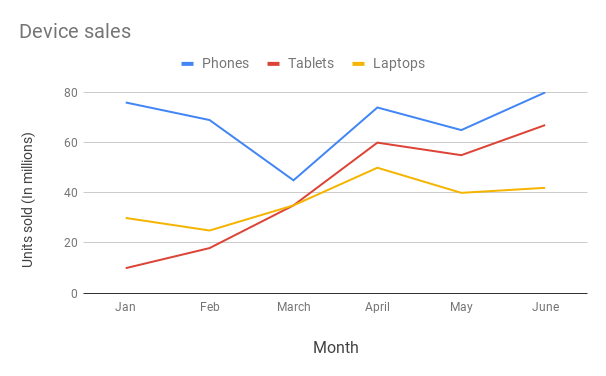 Device sales
Phones Tablets Laptops
80
60
40
20
0
Units sold (In millions)
Jan Feb March April May June
Month